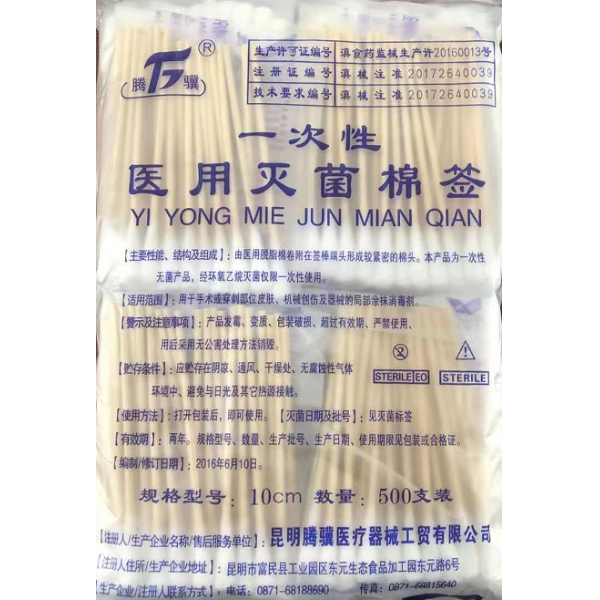 腾 骥 ®
生产许可证编号 滇食药监械生产许20160013号
注册证编号 滇械注准20172640039
技术要求编号 滇械注准20172640039
一次性
医用灭菌棉签
YI YONG MIE JUN MIAN QIAN
【主要性能、结构及组成】：由医用脱脂棉卷附在签棒端头形成较紧密的棉头。本产品为一次性
无菌产品，经环氧乙烷灭菌仅限一次性使用。
【适用范围】：用于手术或穿刺部位皮肤、机械创伤及器械的局部涂抹消毒剂。
【警示及注意事项】：产品发霉、变质、包装破损、超过有效期、严禁使用、
用后采用无公害处理方法销毁。
【贮存条件】：应贮存在阴凉、通风、干燥处、无腐蚀性气体
环境中、避免与日光及其它热源接触。
STERILE EO STERILE
【使用方法】：打开包装后，即可使用。【灭菌日期及批号】：见灭菌标签
【有效期】：两年。规格型号、数量、生产批号、生产日期、使用期限见包装或合格证。
【编制/修订日期】：2016年6月10日。
规格型号：10cm 数量：500支装
【注册人/生产企业名称/售后服务单位】：昆明腾骥医疗器械工贸有限公司
【注册人住所/生产企业地址】：昆明市富民县工业园区东元生态食品加工园东元路6号
【生产企业/注册人联系方式】：电话：0871-68188690 传真：0871-68815640